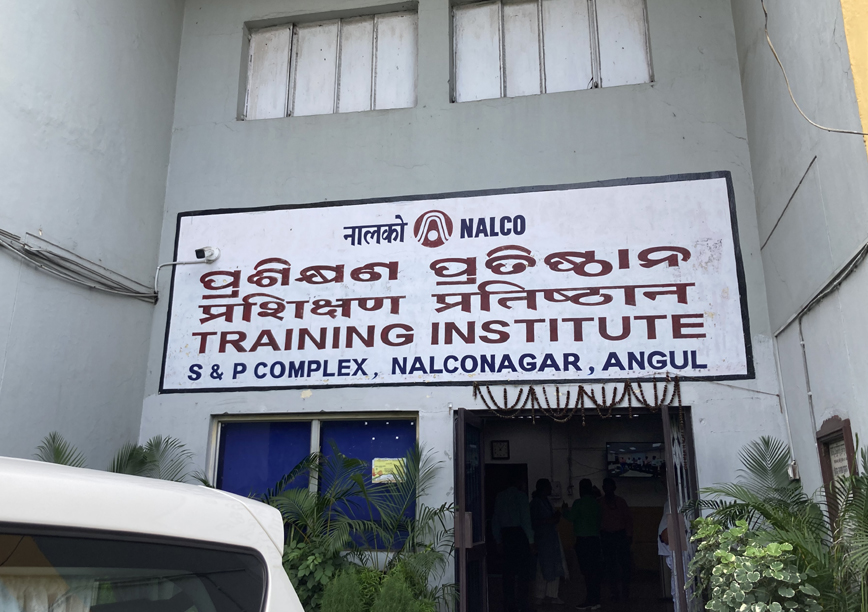 नालको NALCO
ପ୍ରଶିକ୍ଷଣ ପ୍ରତିଷ୍ଠାନ
प्रशिक्षण प्रतिष्ठान
TRAINING INSTITUTE
S & P COMPLEX, NALCONAGAR, ANGUL